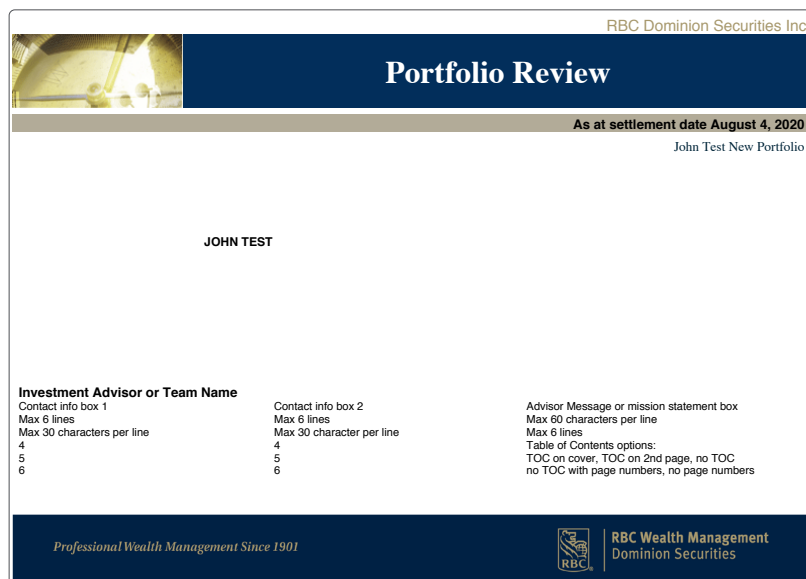 RBC Dominion Securities Inc
Portfolio Review
As at settlement date August 4, 2020
John Test New Portfolio
JOHN TEST
Investment Advisor or Team Name
Contact info box 1
Max 6 lines
Max 30 characters per line
4
5
6
Contact info box 2
Max 6 lines
Max 30 character per line
4
5
6
Advisor Message or mission statement box
Max 60 characters per line
Max 6 lines
Table of Contents options:
TOC on cover, TOC on 2nd page, no TOC
no TOC with page numbers, no page numbers
Professional Wealth Management Since 1901
RBC
RBC Wealth Management
Dominion Securities